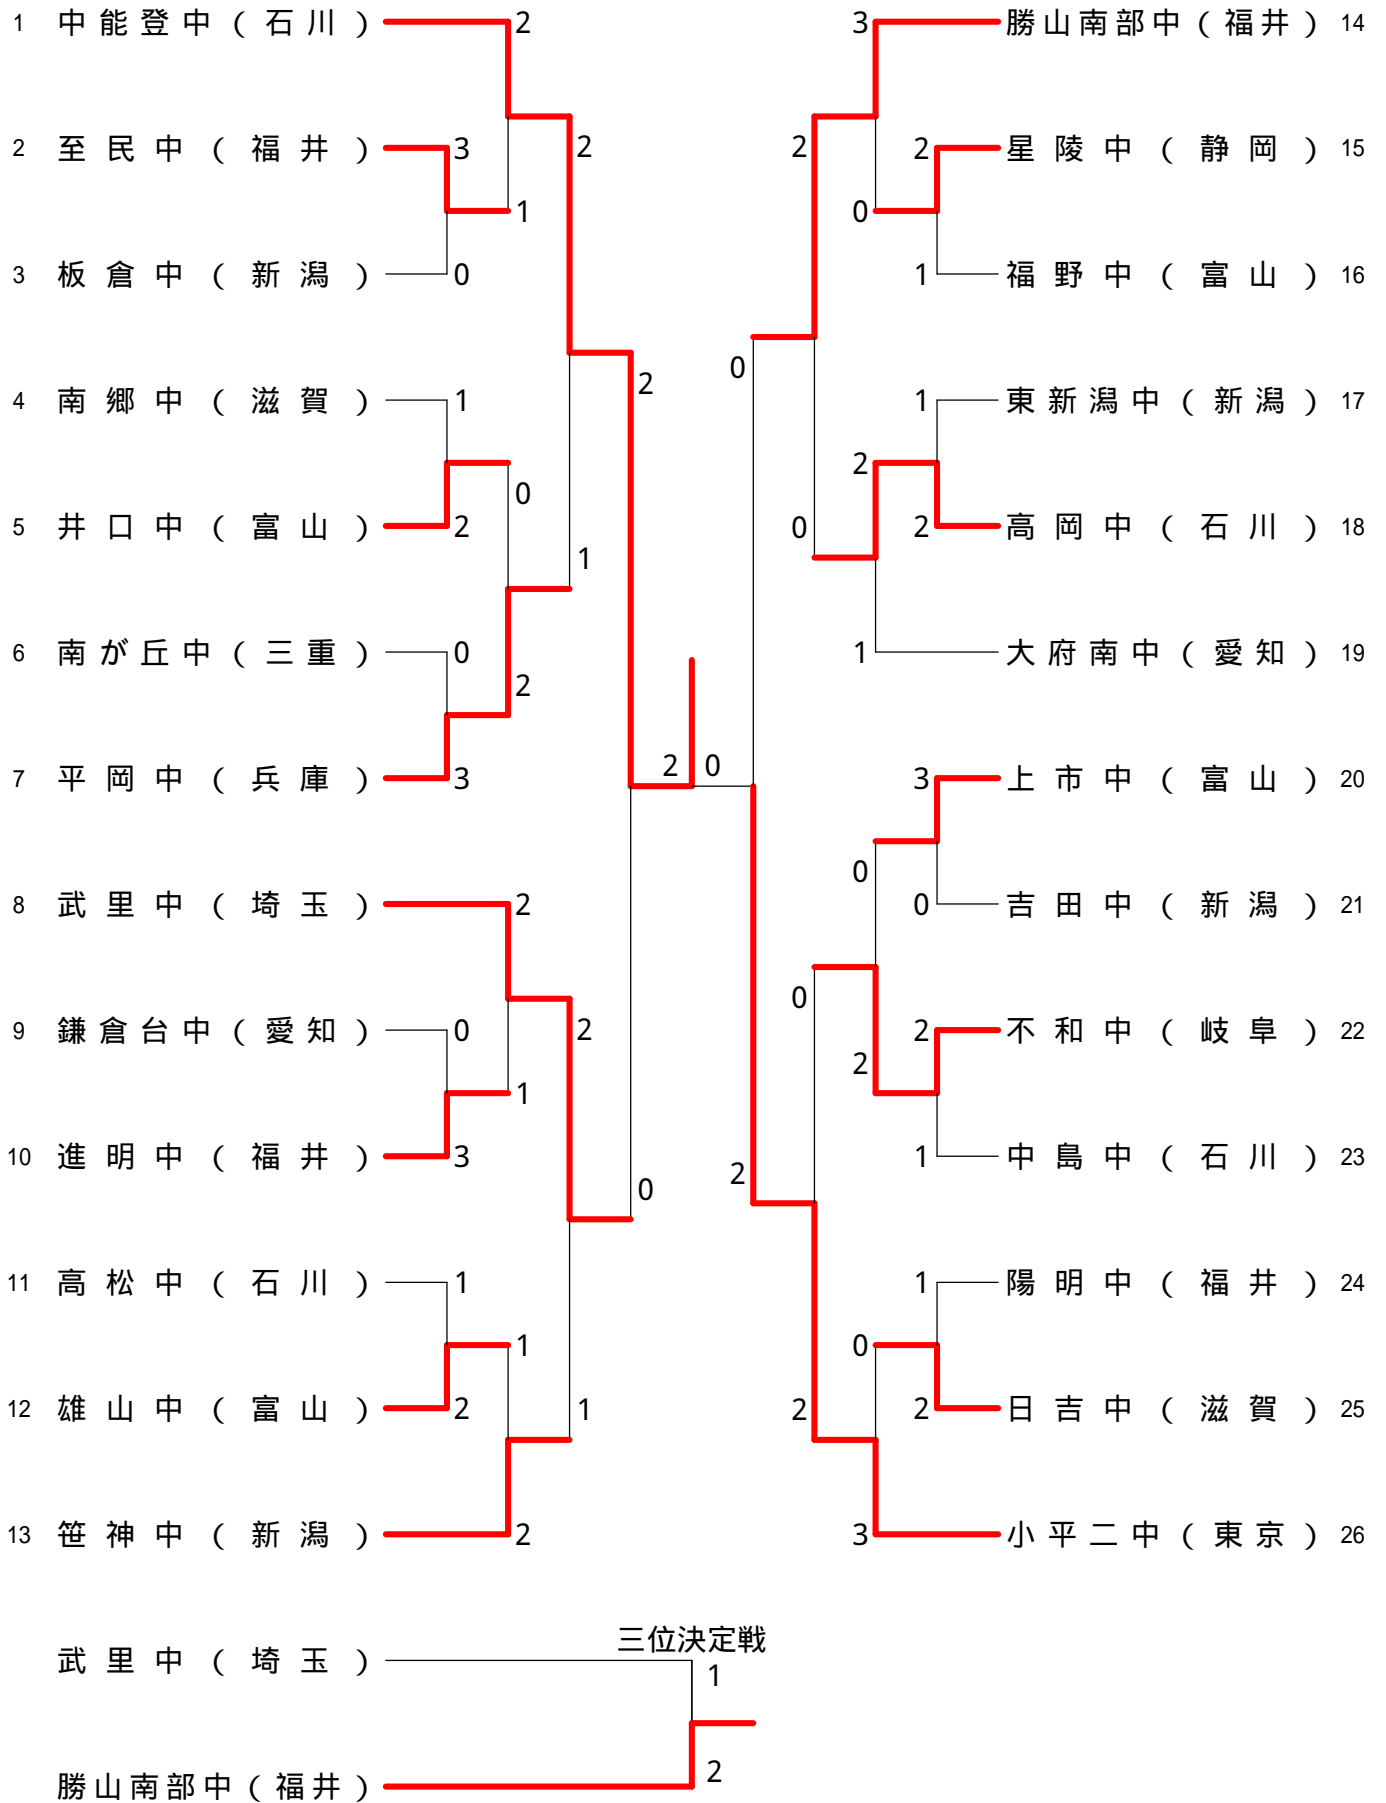 1 中能登中(石川) 2 3 勝山南部中(福井) 14
2 至民中(福井) 3 2 2 2 星陵中(静岡) 15
1 0
3 板倉中(新潟) 0 1 福野中(富山) 16
0 2
4 南郷中(滋賀) 1 1 東新潟中(新潟) 17
0 2
5 井口中(富山) 2 0 2 高岡中(石川) 18
1
6 南が丘中(三重) 0 1 大府南中(愛知) 19
2
7 平岡中(兵庫) 3 2 0 3 上市中(富山) 20
0
8 武里中(埼玉) 2 0 吉田中(新潟) 21
0
9 鎌倉台中(愛知) 0 2 2 不和中(岐阜) 22
1 2
10 進明中(福井) 3 1 中島中(石川) 23
0 2
11 高松中(石川) 1 1 陽明中(福井) 24
1 0
12 雄山中(富山) 2 1 2 2 日吉中(滋賀) 25
13 笹神中(新潟) 2 3 小平二中(東京) 26
三位決定戦
武里中(埼玉) 1
勝山南部中(福井) 2